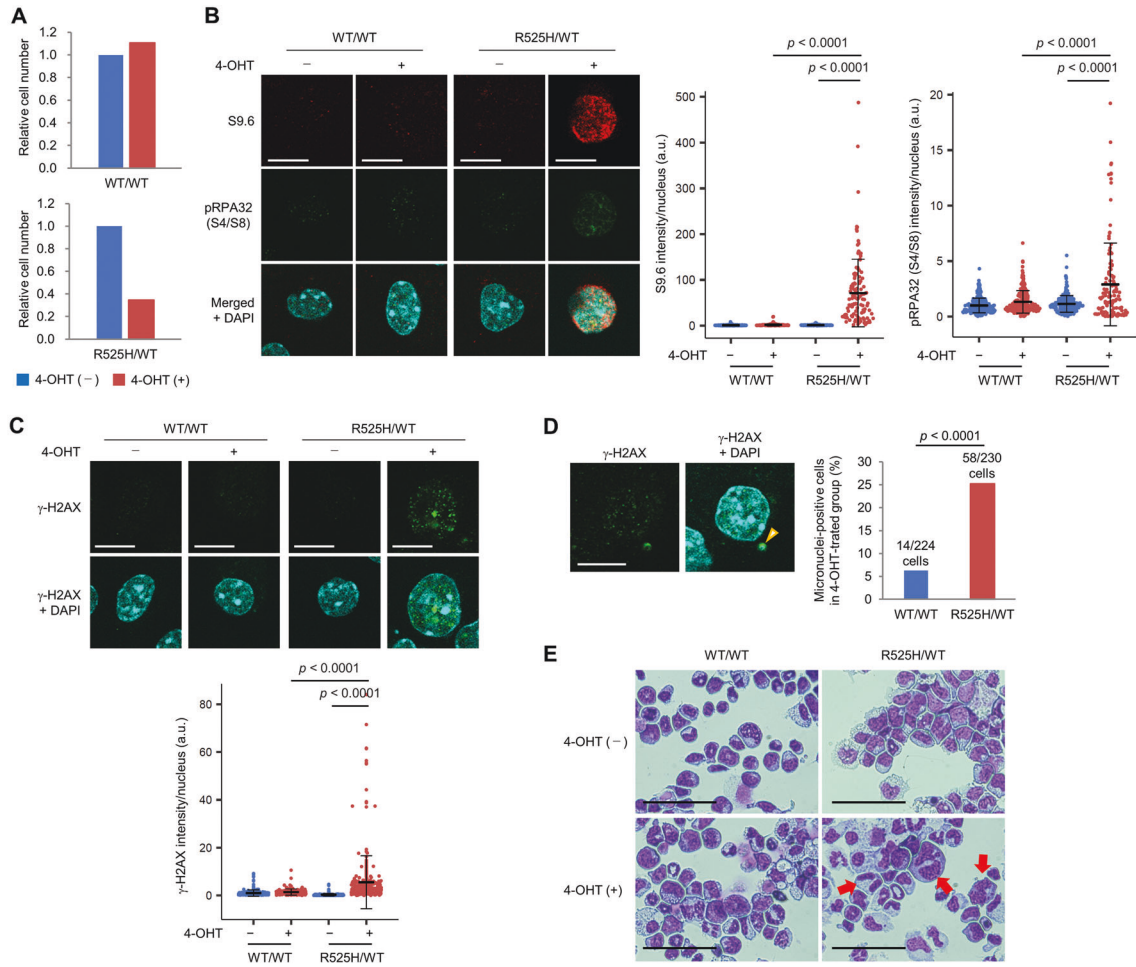 A
Relative cell number
1.2
1.0
0.8
0.6
0.4
0.2
0.0
WT/WT
Relative cell number
1.2
1.0
0.8
0.6
0.4
0.2
0.0
R525H/WT
4-OHT (−) 4-OHT (+)
B
WT/WT R525H/WT
4-OHT − + − +
S9.6
pRPA32
(S4/S8)
Merged
+ DAPI
p < 0.0001
p < 0.0001
S9.6 intensity/nucleus (a.u.)
500
400
300
200
100
0
4-OHT − + − +
WT/WT R525H/WT
p < 0.0001
p < 0.0001
pRPA32 (S4/S8) intensity/nucleus (a.u.)
20
15
10
5
0
4-OHT − + − +
WT/WT R525H/WT
C
WT/WT R525H/WT
4-OHT − + − +
γ-H2AX
γ-H2AX
+ DAPI
p < 0.0001
p < 0.0001
γ-H2AX intensity/nucleus (a.u.)
80
60
40
20
0
4-OHT − + − +
WT/WT R525H/WT
D
γ-H2AX
γ-H2AX
+ DAPI
p < 0.0001
Micronuclei-positive cells
in 4-OHT-trated group (%)
30
25
20
15
10
5
0
14/224
cells
58/230
cells
WT/WT R525H/WT
E
WT/WT R525H/WT
4-OHT (−)
4-OHT (+)